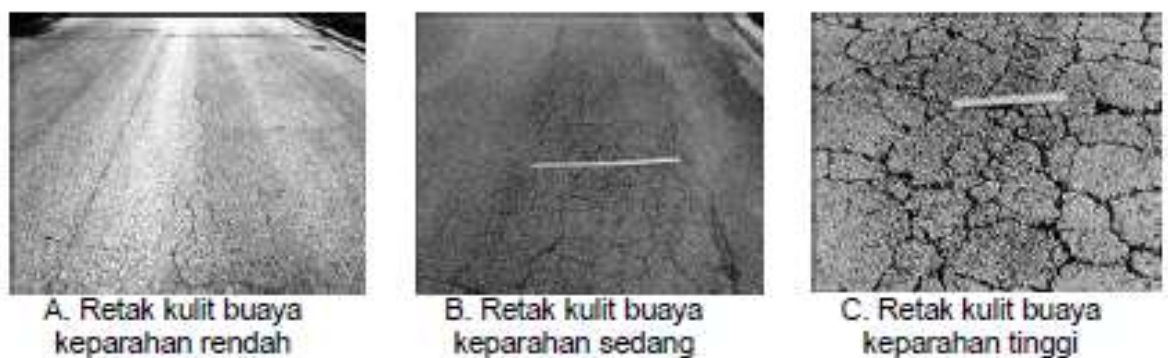 A. Retak kulit buaya
keparahan rendah
B. Retak kulit buaya
keparahan sedang
C. Retak kulit buaya
keparahan tinggi